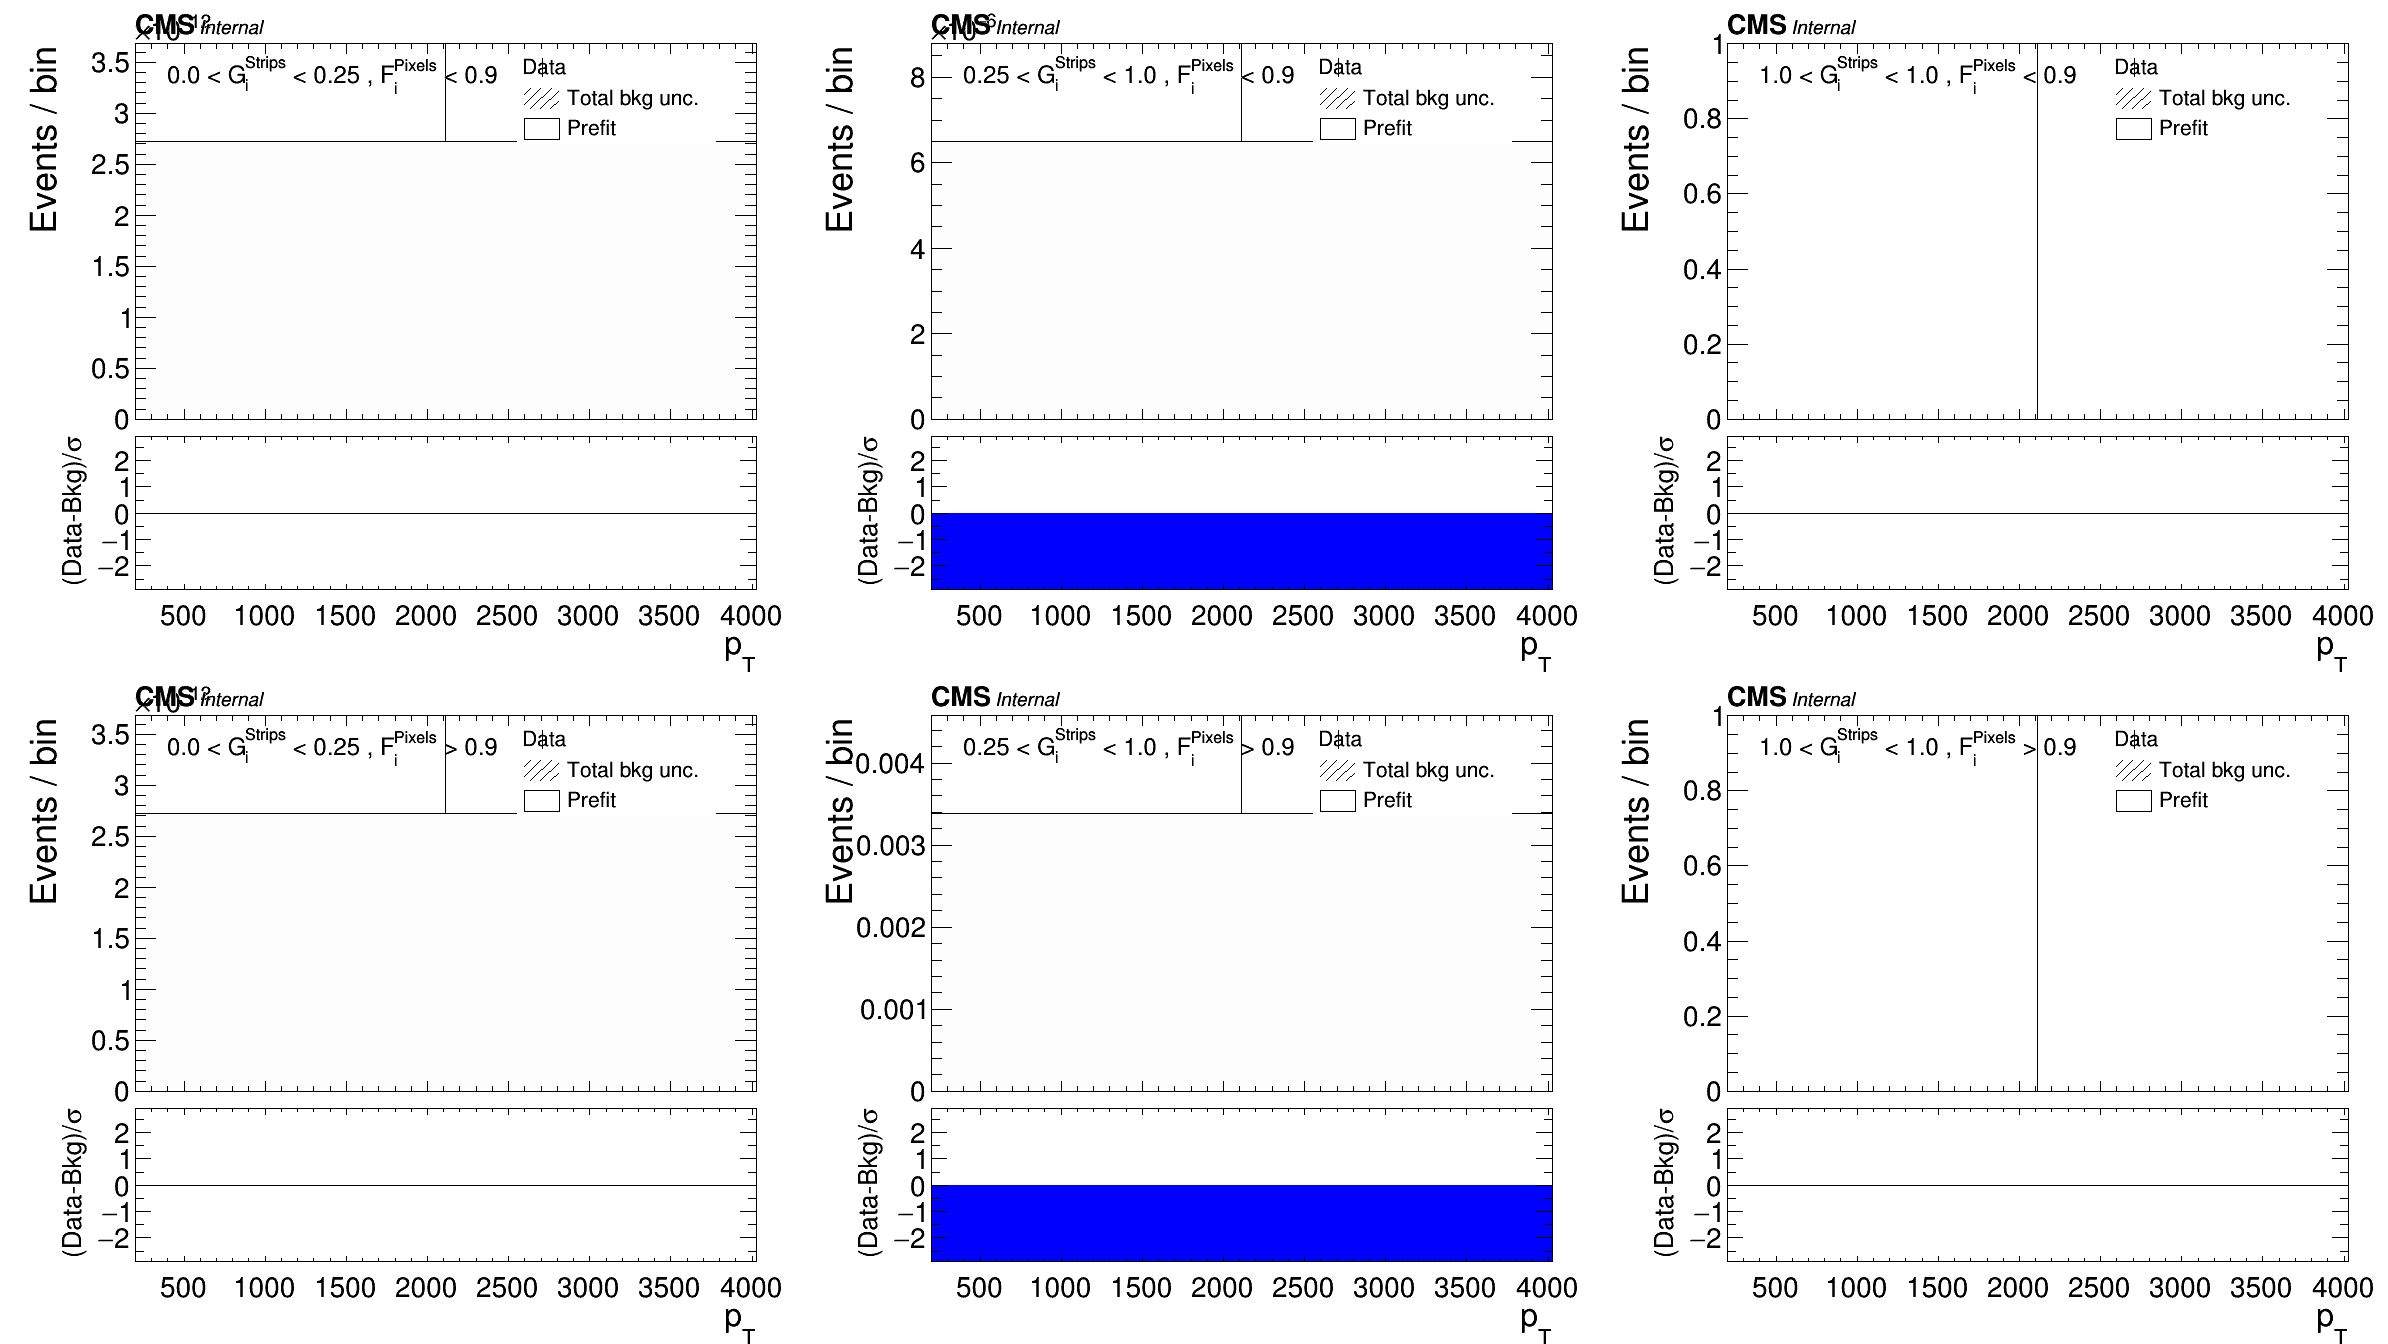 CMS Internal
Events / bin
3.5
3
2.5
2
1.5
1
0.5
0
0.0 < G_i^Strips < 0.25 , F_i^Pixels < 0.9
Data
Total bkg unc.
Prefit
(Data-Bkg)/σ
2
1
0
−1
−2
500 1000 1500 2000 2500 3000 3500 4000
p_T
CMS Internal
Events / bin
8
6
4
2
0
0.25 < G_i^Strips < 1.0 , F_i^Pixels < 0.9
Data
Total bkg unc.
Prefit
(Data-Bkg)/σ
2
1
0
−1
−2
500 1000 1500 2000 2500 3000 3500 4000
p_T
CMS Internal
Events / bin
1
0.8
0.6
0.4
0.2
0
1.0 < G_i^Strips < 1.0 , F_i^Pixels < 0.9
Data
Total bkg unc.
Prefit
(Data-Bkg)/σ
2
1
0
−1
−2
500 1000 1500 2000 2500 3000 3500 4000
p_T
CMS Internal
Events / bin
3.5
3
2.5
2
1.5
1
0.5
0
0.0 < G_i^Strips < 0.25 , F_i^Pixels > 0.9
Data
Total bkg unc.
Prefit
(Data-Bkg)/σ
2
1
0
−1
−2
500 1000 1500 2000 2500 3000 3500 4000
p_T
CMS Internal
Events / bin
0.004
0.003
0.002
0.001
0
0.25 < G_i^Strips < 1.0 , F_i^Pixels > 0.9
Data
Total bkg unc.
Prefit
(Data-Bkg)/σ
2
1
0
−1
−2
500 1000 1500 2000 2500 3000 3500 4000
p_T
CMS Internal
Events / bin
1
0.8
0.6
0.4
0.2
0
1.0 < G_i^Strips < 1.0 , F_i^Pixels > 0.9
Data
Total bkg unc.
Prefit
(Data-Bkg)/σ
2
1
0
−1
−2
500 1000 1500 2000 2500 3000 3500 4000
p_T